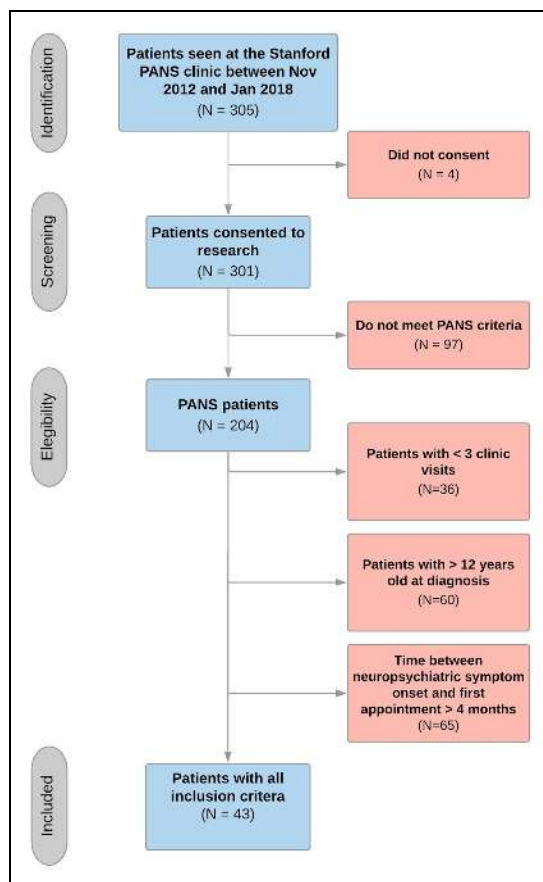 Identification
Patients seen at the Stanford
PANS clinic between Nov
2012 and Jan 2018
(N = 305)
Did not consent
(N = 4)
Screening
Patients consented to
research
(N = 301)
Do not meet PANS criteria
(N = 97)
Elegibility
PANS patients
(N = 204)
Patients with < 3 clinic
visits
(N=36)
Patients with > 12 years
old at diagnosis
(N=60)
Time between
neuropsychiatric symptom
onset and first
appointment > 4 months
(N=65)
Included
Patients with all
inclusion critera
(N = 43)